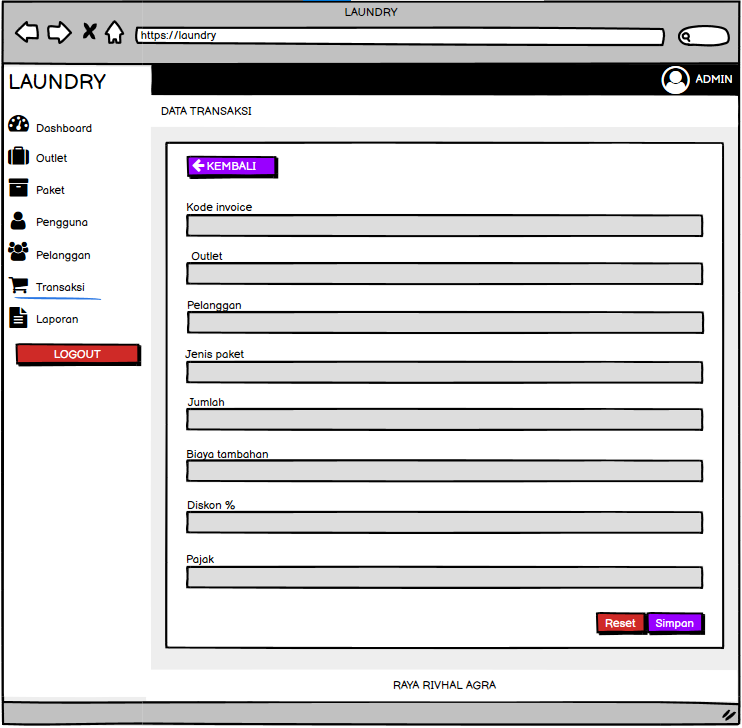 LAUNDRY
https://laundry
LAUNDRY
ADMIN
DATA TRANSAKSI
Dashboard
Outlet
Paket
Pengguna
Pelanggan
Transaksi
Laporan
LOGOUT
KEMBALI
Kode invoice
Outlet
Pelanggan
Jenis paket
Jumlah
Biaya tambahan
Diskon %
Pajak
Reset
Simpan
RAYA RIVHAL AGRA